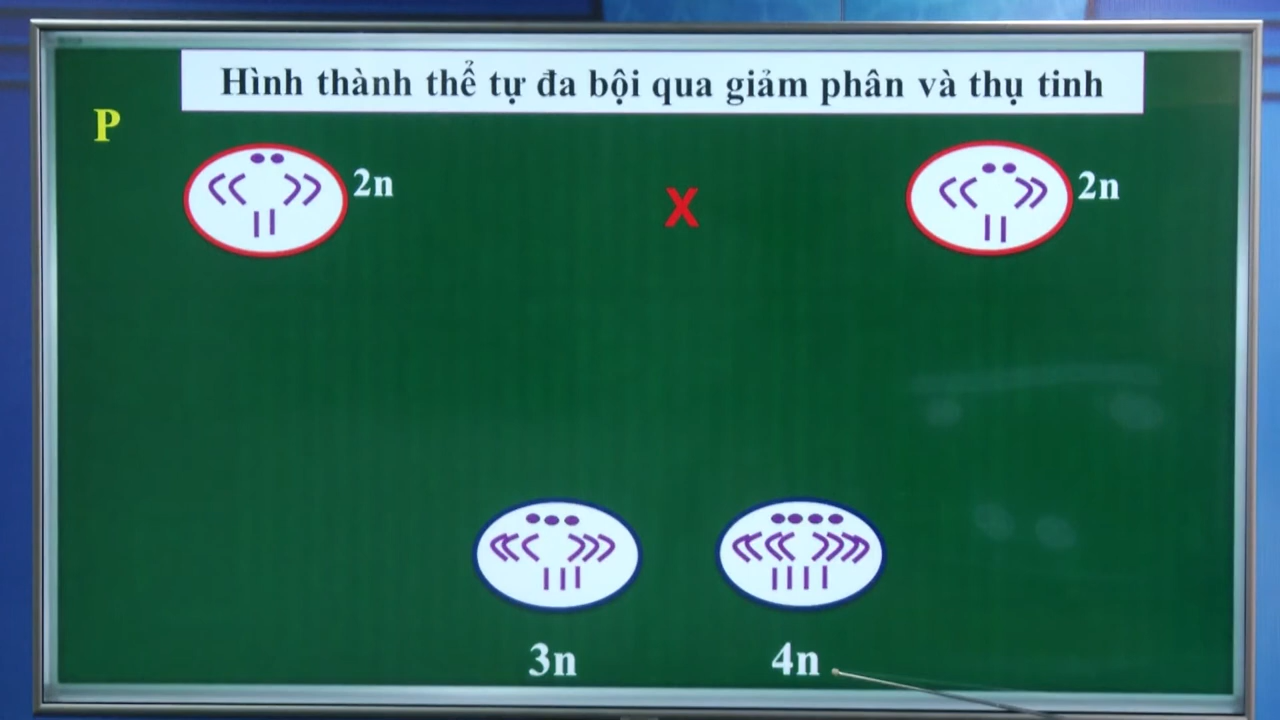 Hình thành thể tự đa bội qua giảm phân và thụ tinh
P
2n
X
2n
3n
4n